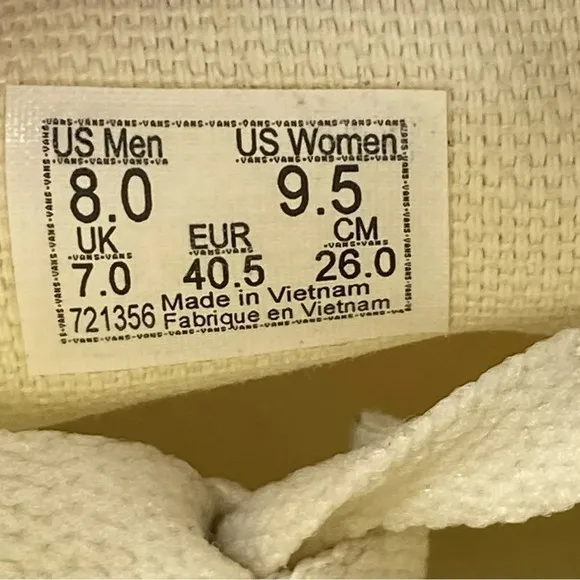 US Men US Women
8.0 9.5
UK EUR CM
7.0 40.5 26.0
721356 Made in Vietnam
Fabrique en Vietnam